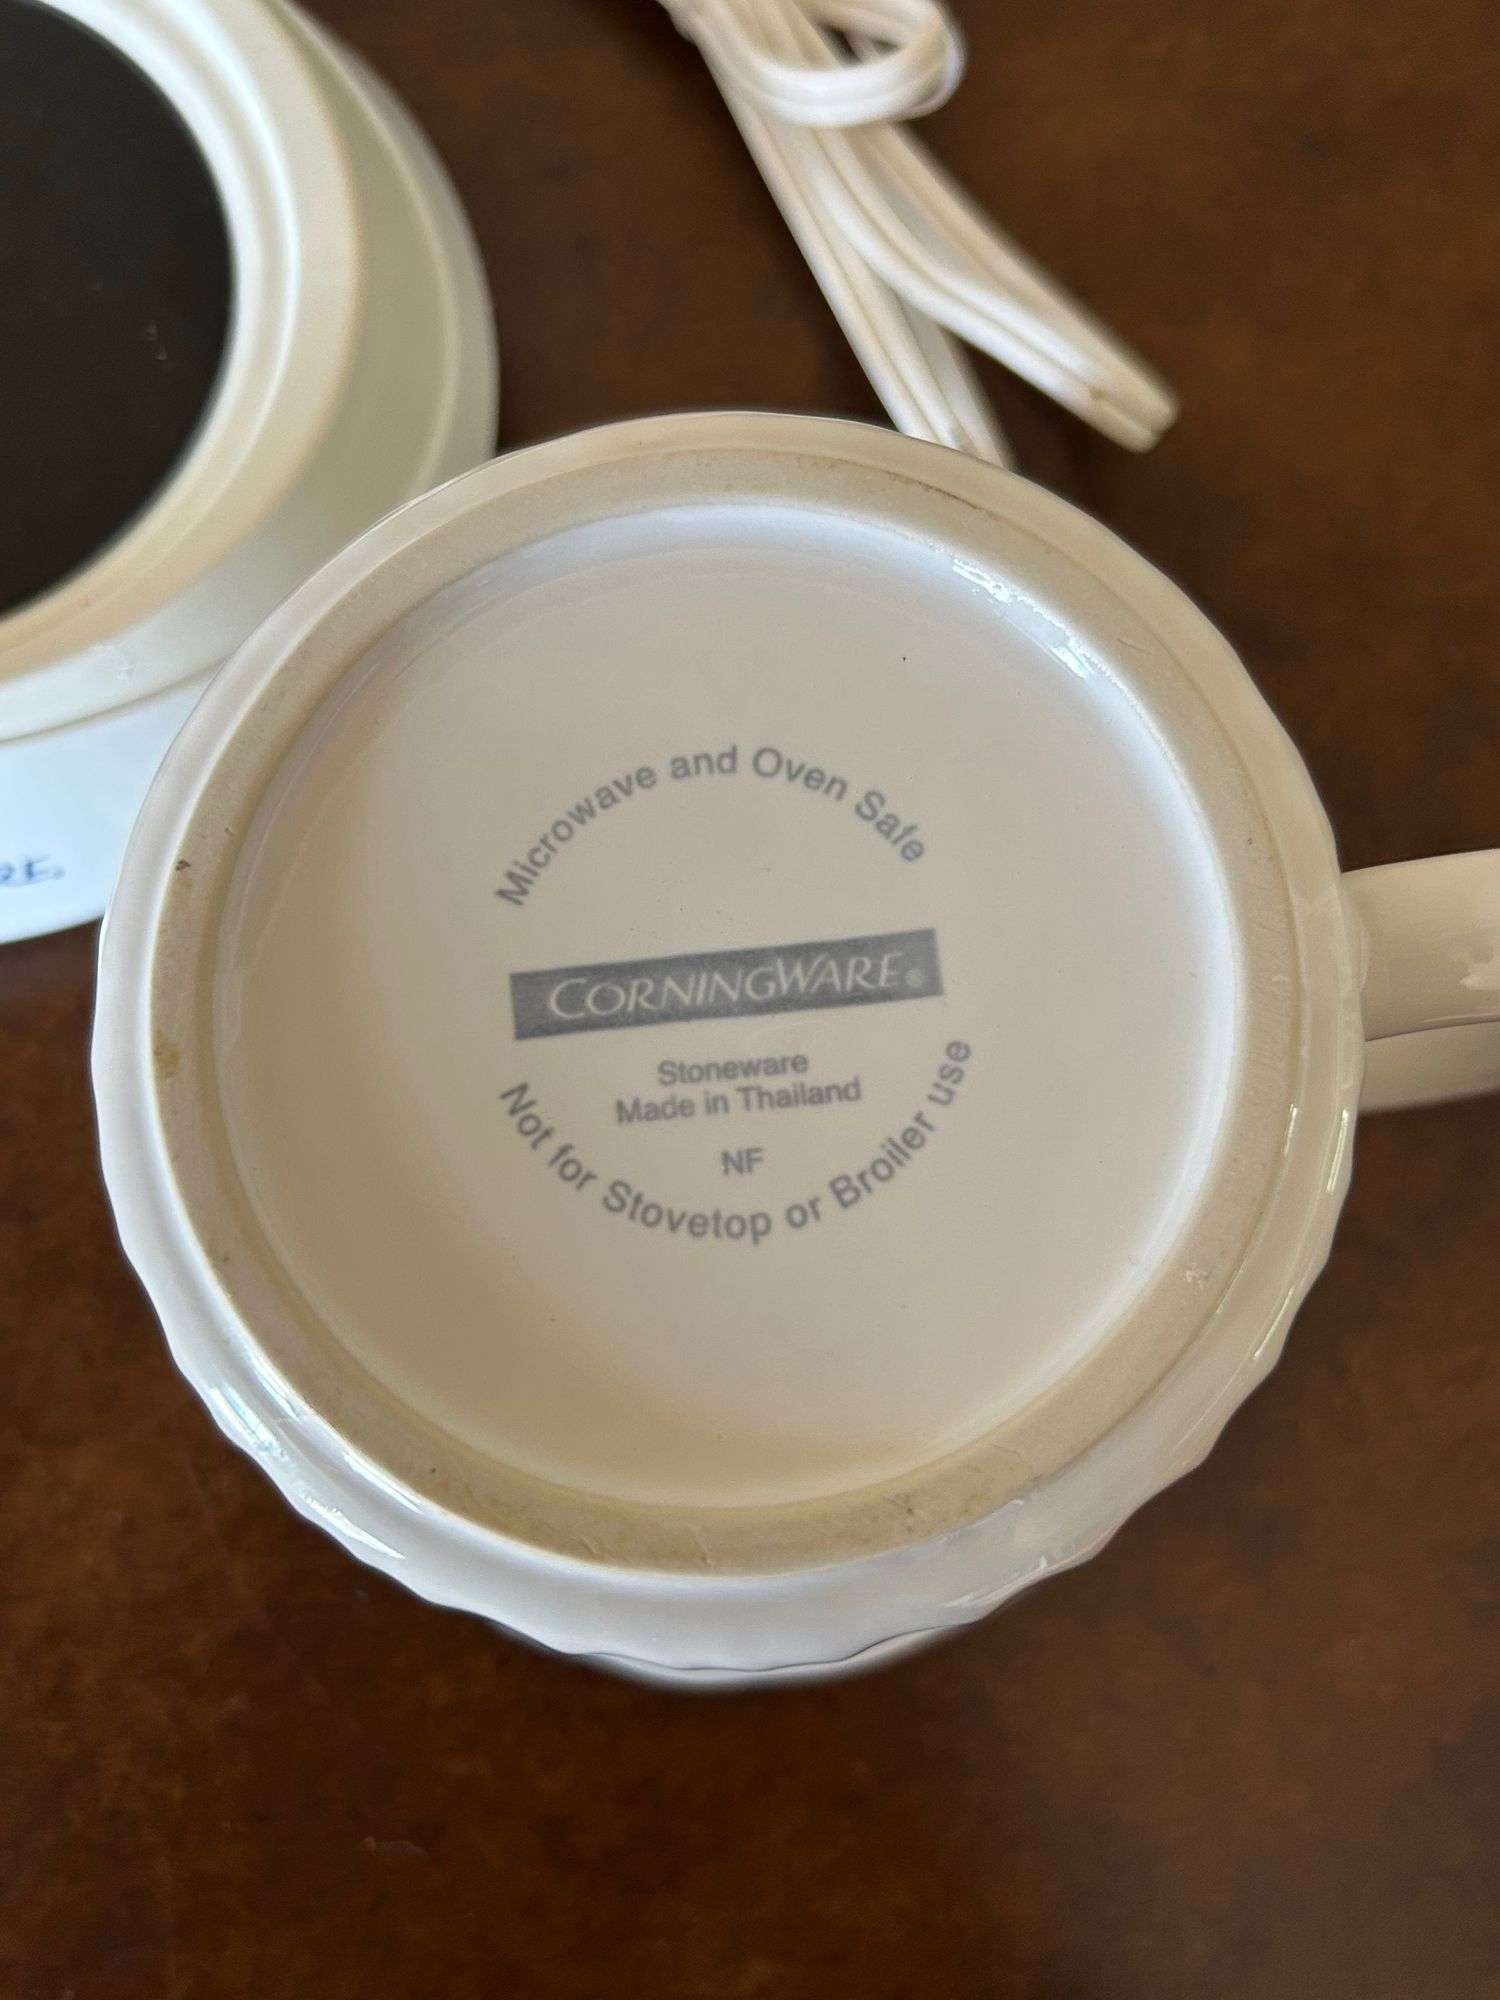 Microwave and Oven Safe
CORNINGWARE®
Stoneware
Made in Thailand
NF
Not for Stovetop or Broiler use